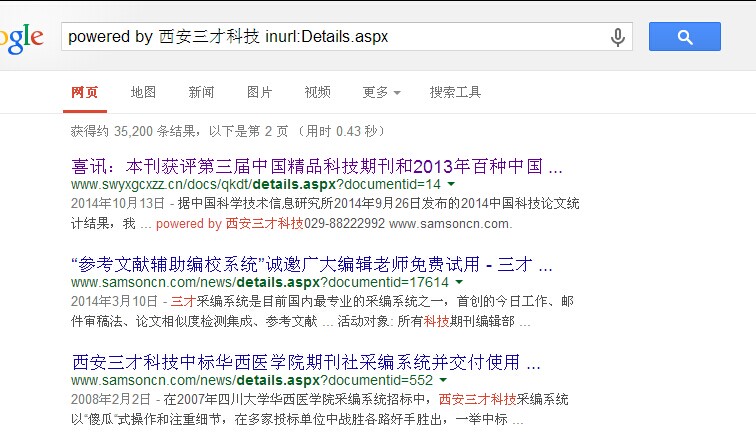 ogle powered by 西安三才科技 inurl:Details.aspx
网页 地图 新闻 图片 视频 更多 搜索工具
获得约 35,200 条结果，以下是第 2 页 （用时 0.43 秒）
喜讯：本刊获评第三届中国精品科技期刊和2013年百种中国 ...
www.swyxgcxzz.cn/docs/qkdt/details.aspx?documentid=14
2014年10月13日 - 据中国科学技术信息研究所2014年9月26日发布的2014中国科技论文统
计结果，我 ... powered by 西安三才科技029-88222992 www.samsoncn.com.
“参考文献辅助编校系统”诚邀广大编辑老师免费试用 - 三才 ...
www.samsoncn.com/news/details.aspx?documentid=17614
2014年3月10日 - 三才采编系统是目前国内最专业的采编系统之一，首创的今日工作、邮
件审稿法、论文相似度检测集成、参考文献 ... 活动对象: 所有科技期刊编辑部 ...
西安三才科技中标华西医学院期刊社采编系统并交付使用 ...
www.samsoncn.com/news/details.aspx?documentid=552
2008年2月2日 - 在2007年四川大学华西医学院采编系统招标中，西安三才科技采编系统
以“傻瓜“式操作和注重细节，在多家投标单位中战胜各路好手胜出，一举中标 ...